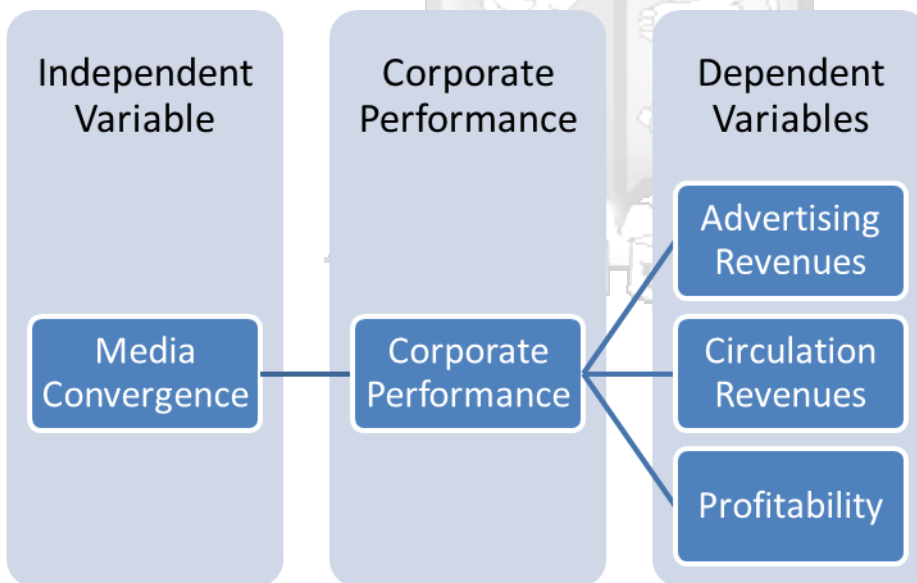 Independent
Variable
Corporate
Performance
Dependent
Variables
Media
Convergence
Corporate
Performance
Advertising
Revenues
Circulation
Revenues
Profitability